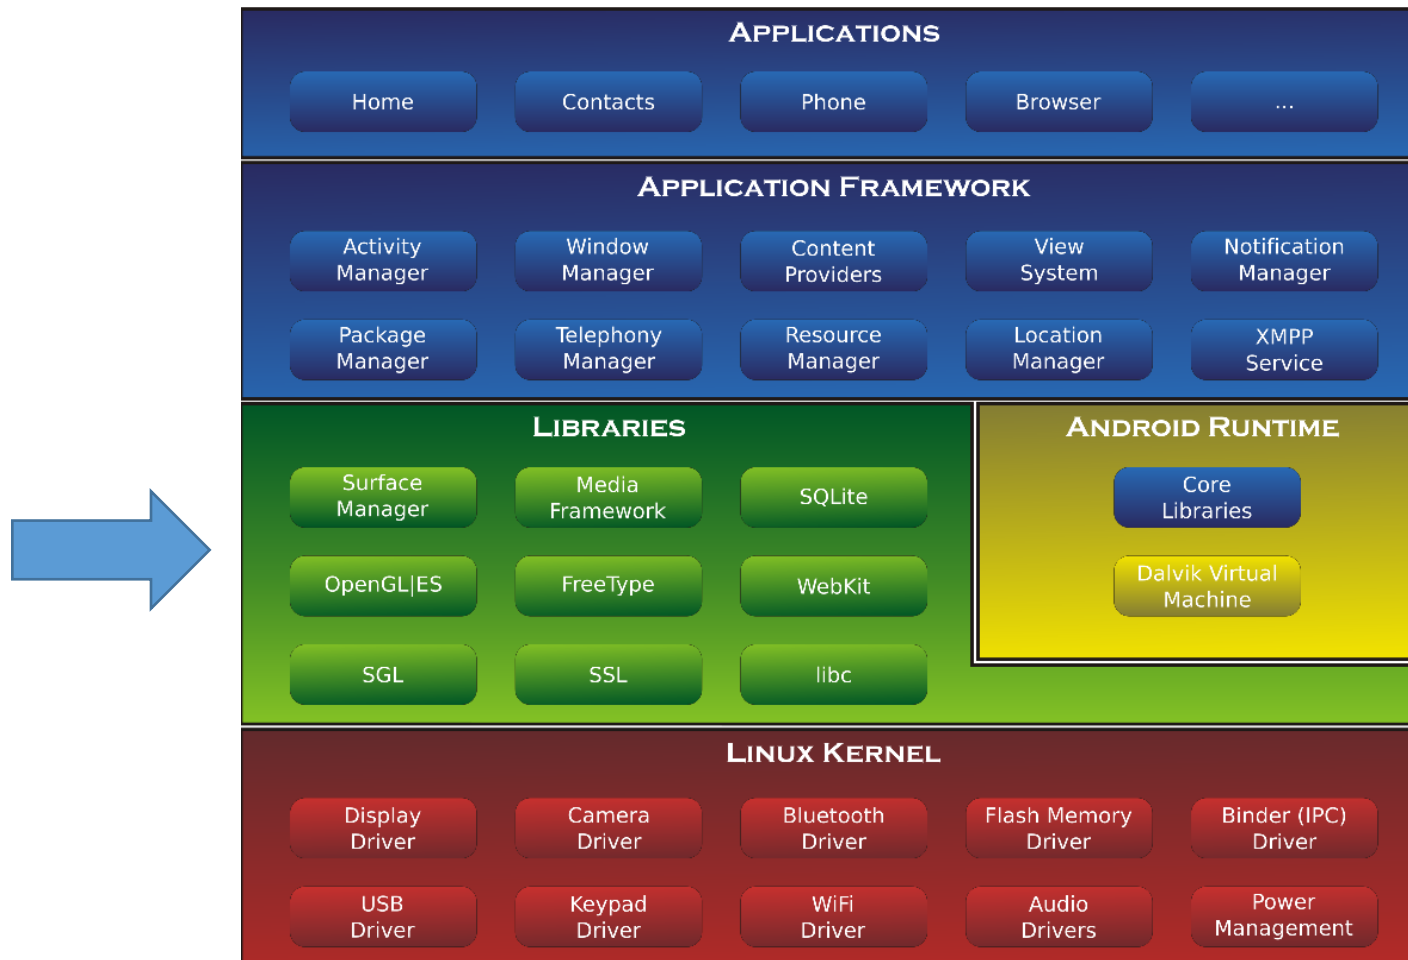 APPLICATIONS
Home
Contacts
Phone
Browser
...
APPLICATION FRAMEWORK
Activity
Manager
Window
Manager
Content
Providers
View
System
Notification
Manager
Package
Manager
Telephony
Manager
Resource
Manager
Location
Manager
XMPP
Service
LIBRARIES
Surface
Manager
Media
Framework
SQLite
OpenGL|ES
FreeType
WebKit
SGL
SSL
libc
ANDROID RUNTIME
Core
Libraries
Dalvik Virtual
Machine
LINUX KERNEL
Display
Driver
Camera
Driver
Bluetooth
Driver
Flash Memory
Driver
Binder (IPC)
Driver
USB
Driver
Keypad
Driver
WiFi
Driver
Audio
Drivers
Power
Management